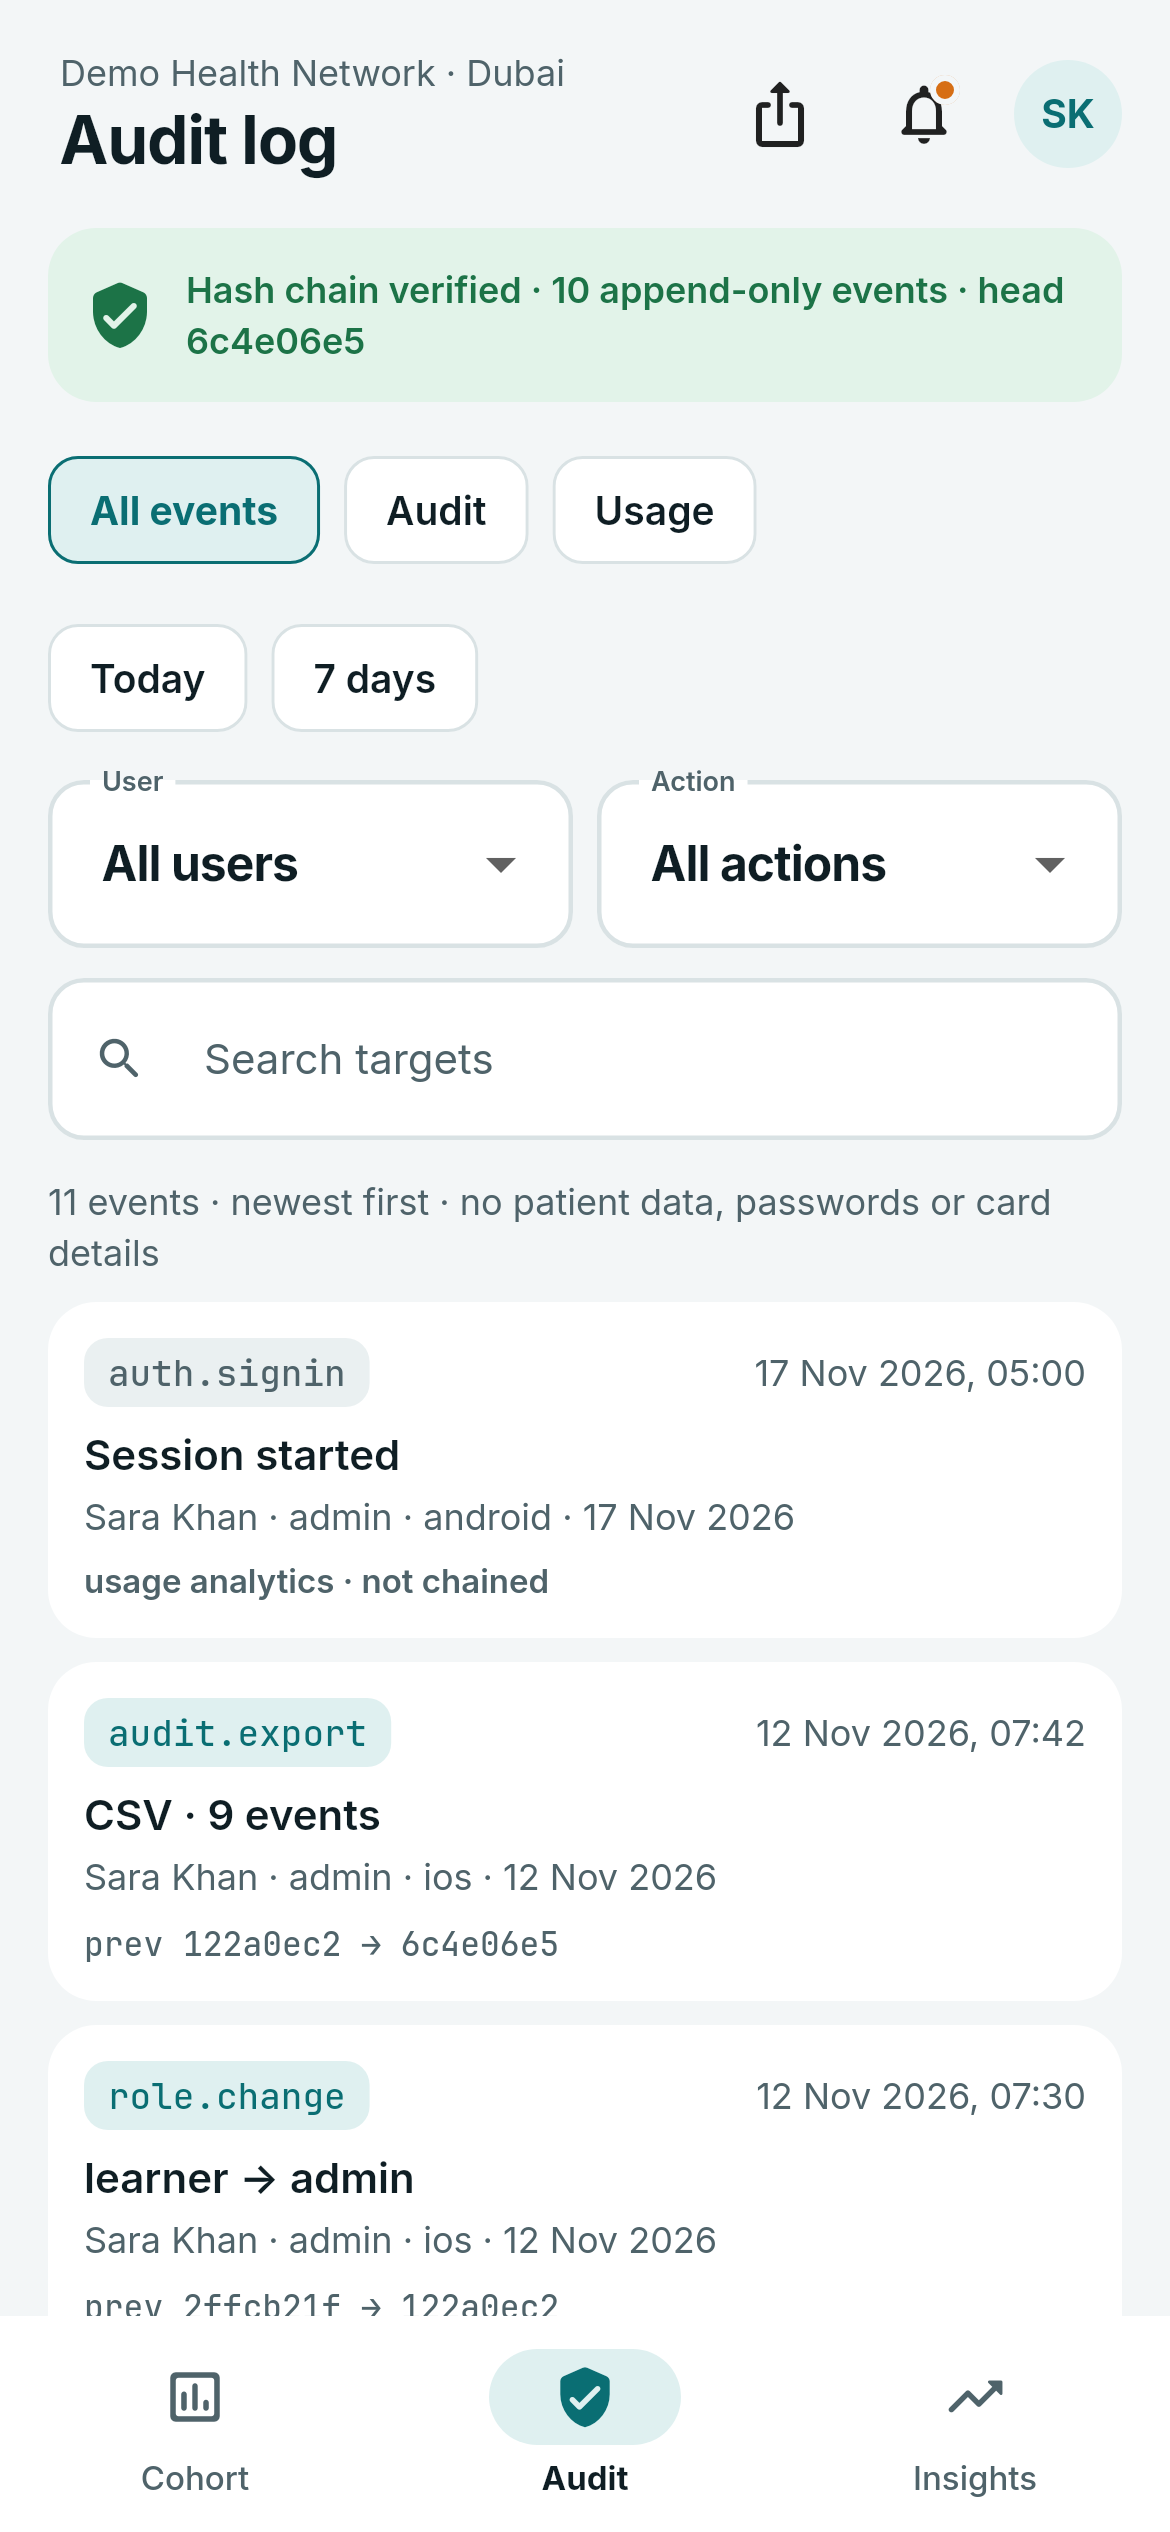 Demo Health Network · Dubai
Audit log
SK
Hash chain verified · 10 append-only events · head
6c4e06e5
All events
Audit
Usage
Today
7 days
User
All users
Action
All actions
Search targets
11 events · newest first · no patient data, passwords or card
details
auth.signin
17 Nov 2026, 05:00
Session started
Sara Khan · admin · android · 17 Nov 2026
usage analytics · not chained
audit.export
12 Nov 2026, 07:42
CSV · 9 events
Sara Khan · admin · ios · 12 Nov 2026
prev 122a0ec2 → 6c4e06e5
role.change
12 Nov 2026, 07:30
learner → admin
Sara Khan · admin · ios · 12 Nov 2026
prev 2ffcb21f → 122a0ec2
Cohort
Audit
Insights